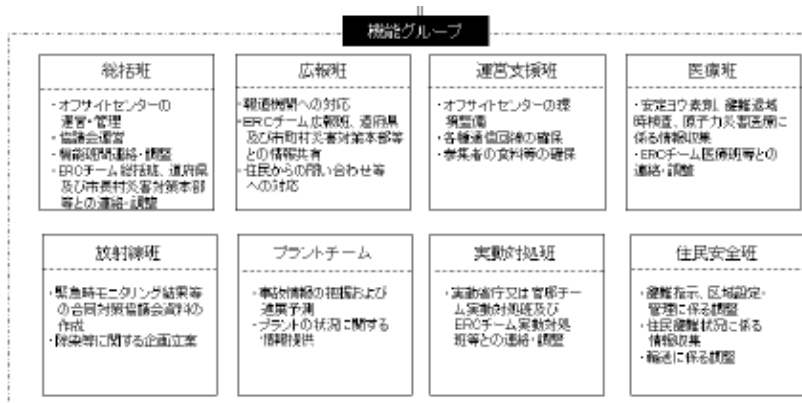 機能グループ
総括班
・オフサイトセンターの
運営・管理
・協議会運営
・機能班間連絡・調整
・ERCチーム総括班、道府県
及び市長村災害対策本部
等との連絡・調整
広報班
・報道機関への対応
・ERCチーム広報班、道府県
及び市町村災害対策本部等
との情報共有
・住民からの問い合わせ等
への対応
運営支援班
・オフサイトセンターの環
境整備
・各種通信回線の確保
・参集者の食料等の確保
医療班
・安定ヨウ素剤、避難退域
時検査、原子力災害医療に
係る情報収集
・ERCチーム医療班等との
連絡・調整
放射線班
・緊急時モニタリング結果等
の合同対策協議会資料の
作成
・除染等に関する企画立案
プラントチーム
・事故情報の把握および
進展予測
・プラントの状況に関する
情報提供
実動対処班
・実動省庁又は官邸チー
ム実動対処班及び
ERCチーム実動対処
班等との連絡・調整
住民安全班
・避難指示、区域設定・
管理に係る調整
・住民避難状況に係る
情報収集
・輸送に係る調整